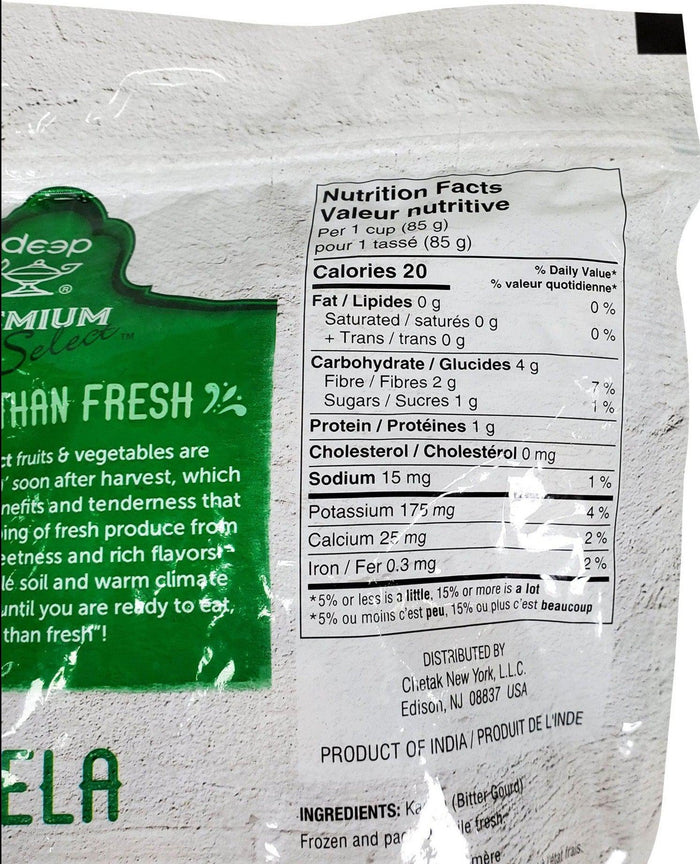 deep
®
EMIUM
Select ™
THAN FRESH
ct fruits & vegetables are
' soon after harvest, which
nefits and tenderness that
ping of fresh produce from
eetness and rich flavors
le soil and warm climate
until you are ready to eat,
than fresh"!
ELA
Nutrition Facts
Valeur nutritive
Per 1 cup (85 g)
pour 1 tassé (85 g)
Calories 20
% Daily Value*
% valeur quotidienne*
Fat / Lipides 0 g 0 %
Saturated / saturés 0 g
+ Trans / trans 0 g 0 %
Carbohydrate / Glucides 4 g
Fibre / Fibres 2 g 7 %
Sugars / Sucres 1 g 1 %
Protein / Protéines 1 g
Cholesterol / Cholestérol 0 mg
Sodium 15 mg 1 %
Potassium 175 mg 4 %
Calcium 25 mg 2 %
Iron / Fer 0.3 mg 2 %
*5% or less is a little, 15% or more is a lot
*5% ou moins c'est peu, 15% ou plus c'est beaucoup
DISTRIBUTED BY
Chetak New York, L.L.C.
Edison, NJ 08837 USA
PRODUCT OF INDIA / PRODUIT DE L'INDE
INGREDIENTS: Ka (Bitter Gourd)
Frozen and pac ile fresh
mère